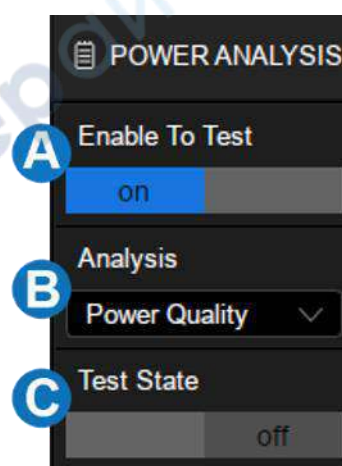 POWER ANALYSIS
A
Enable To Test
on
B
Analysis
Power Quality
C
Test State
off